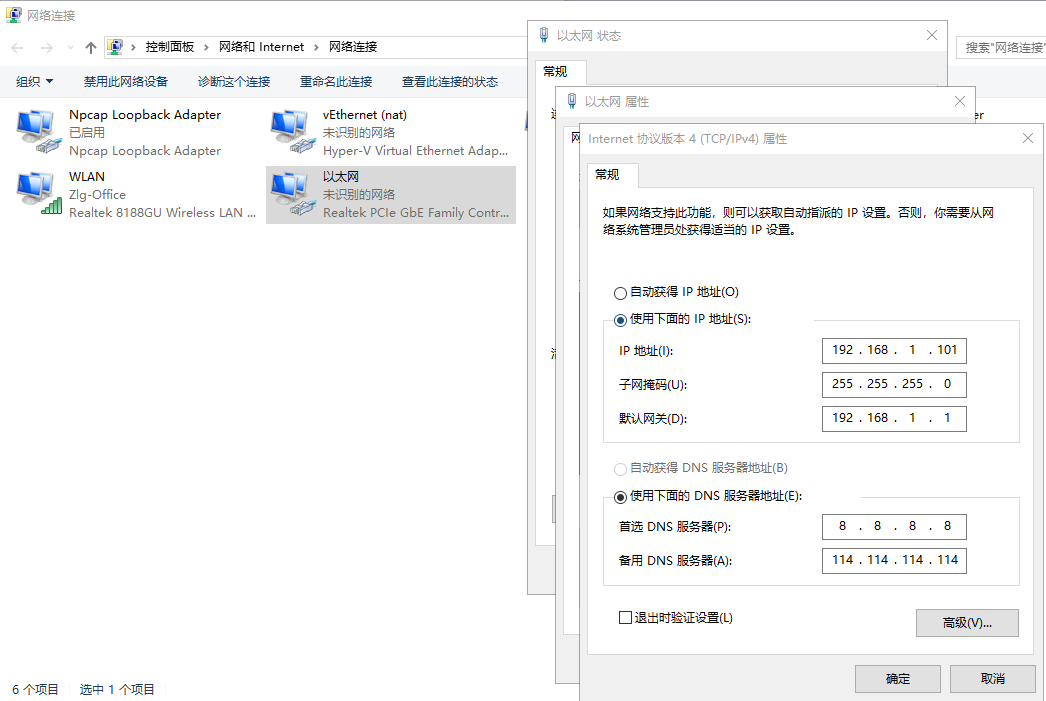 网络连接
控制面板 › 网络和 Internet › 网络连接
搜索"网络连接"
组织 禁用此网络设备 诊断这个连接 重命名此连接 查看此连接的状态
Npcap Loopback Adapter
已启用
Npcap Loopback Adapter
vEthernet (nat)
未识别的网络
Hyper-V Virtual Ethernet Adap...
WLAN
Zlg-Office
Realtek 8188GU Wireless LAN ...
以太网
未识别的网络
Realtek PCIe GbE Family Contr...
er
以太网 状态
常规
以太网 属性
网
Internet 协议版本 4 (TCP/IPv4) 属性
常规
如果网络支持此功能，则可以获取自动指派的 IP 设置。否则，你需要从网
络系统管理员处获得适当的 IP 设置。
自动获得 IP 地址(O)
使用下面的 IP 地址(S):
IP 地址(I): 192 . 168 . 1 . 101
子网掩码(U): 255 . 255 . 255 . 0
默认网关(D): 192 . 168 . 1 . 1
自动获得 DNS 服务器地址(B)
使用下面的 DNS 服务器地址(E):
首选 DNS 服务器(P): 8 . 8 . 8 . 8
备用 DNS 服务器(A): 114 . 114 . 114 . 114
退出时验证设置(L)
高级(V)...
确定 取消
6 个项目 选中 1 个项目